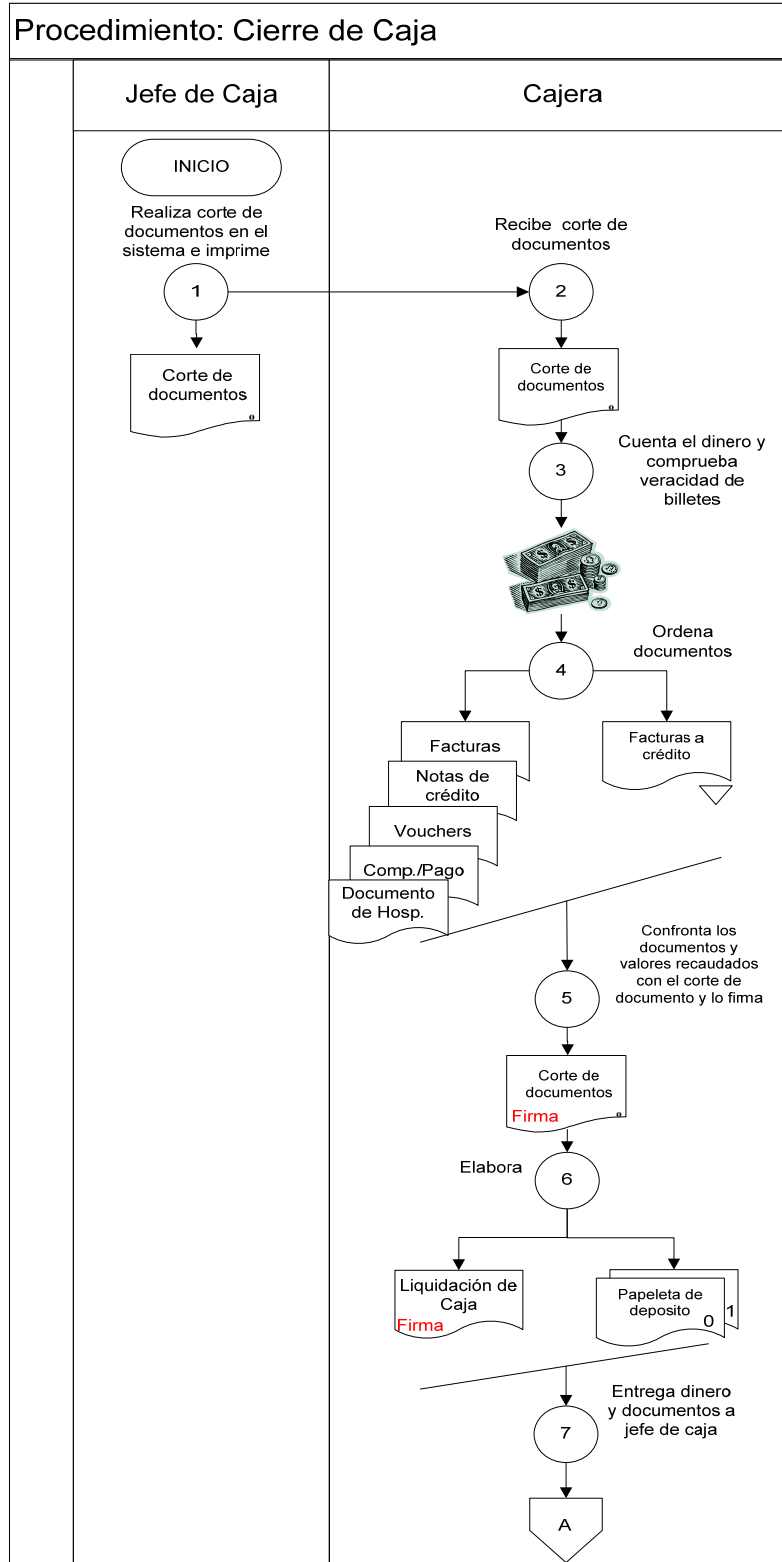 Procedimiento: Cierre de Caja
Jefe de Caja
Cajera
INICIO
Realiza corte de
documentos en el
sistema e imprime
1
Corte de
documentos
0
Recibe corte de
documentos
2
Corte de
documentos
0
3
Cuenta el dinero y
comprueba
veracidad de
billetes
4
Ordena
documentos
Facturas
Notas de
crédito
Vouchers
Comp./Pago
Documento
de Hosp.
Facturas a
crédito
5
Confronta los
documentos y
valores recaudados
con el corte de
documento y lo firma
Corte de
documentos
Firma
0
Elabora
6
Liquidación de
Caja
Firma
Papeleta de
deposito
0
1
Entrega dinero
y documentos a
jefe de caja
7
A